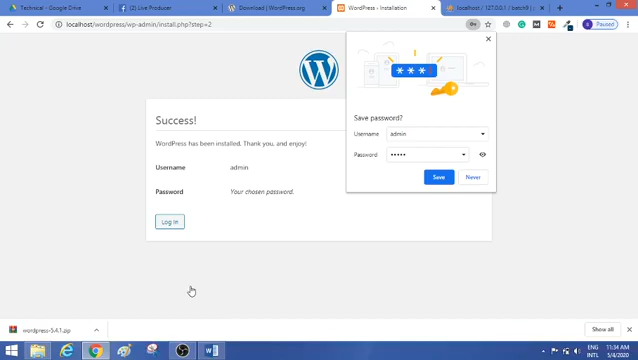 Technical - Google Drive
(2) Live Producer
Download | WordPress.org
WordPress › Installation
localhost / 127.0.0.1 / batch9 | p
localhost/wordpress/wp-admin/install.php?step=2
Paused
Save password?
Username admin
Password •••••
Save Never
Success!
WordPress has been installed. Thank you, and enjoy!
Username admin
Password Your chosen password.
Log In
wordpress-5.4.1.zip
Show all
ENG 11:34 AM
INTL 5/4/2020